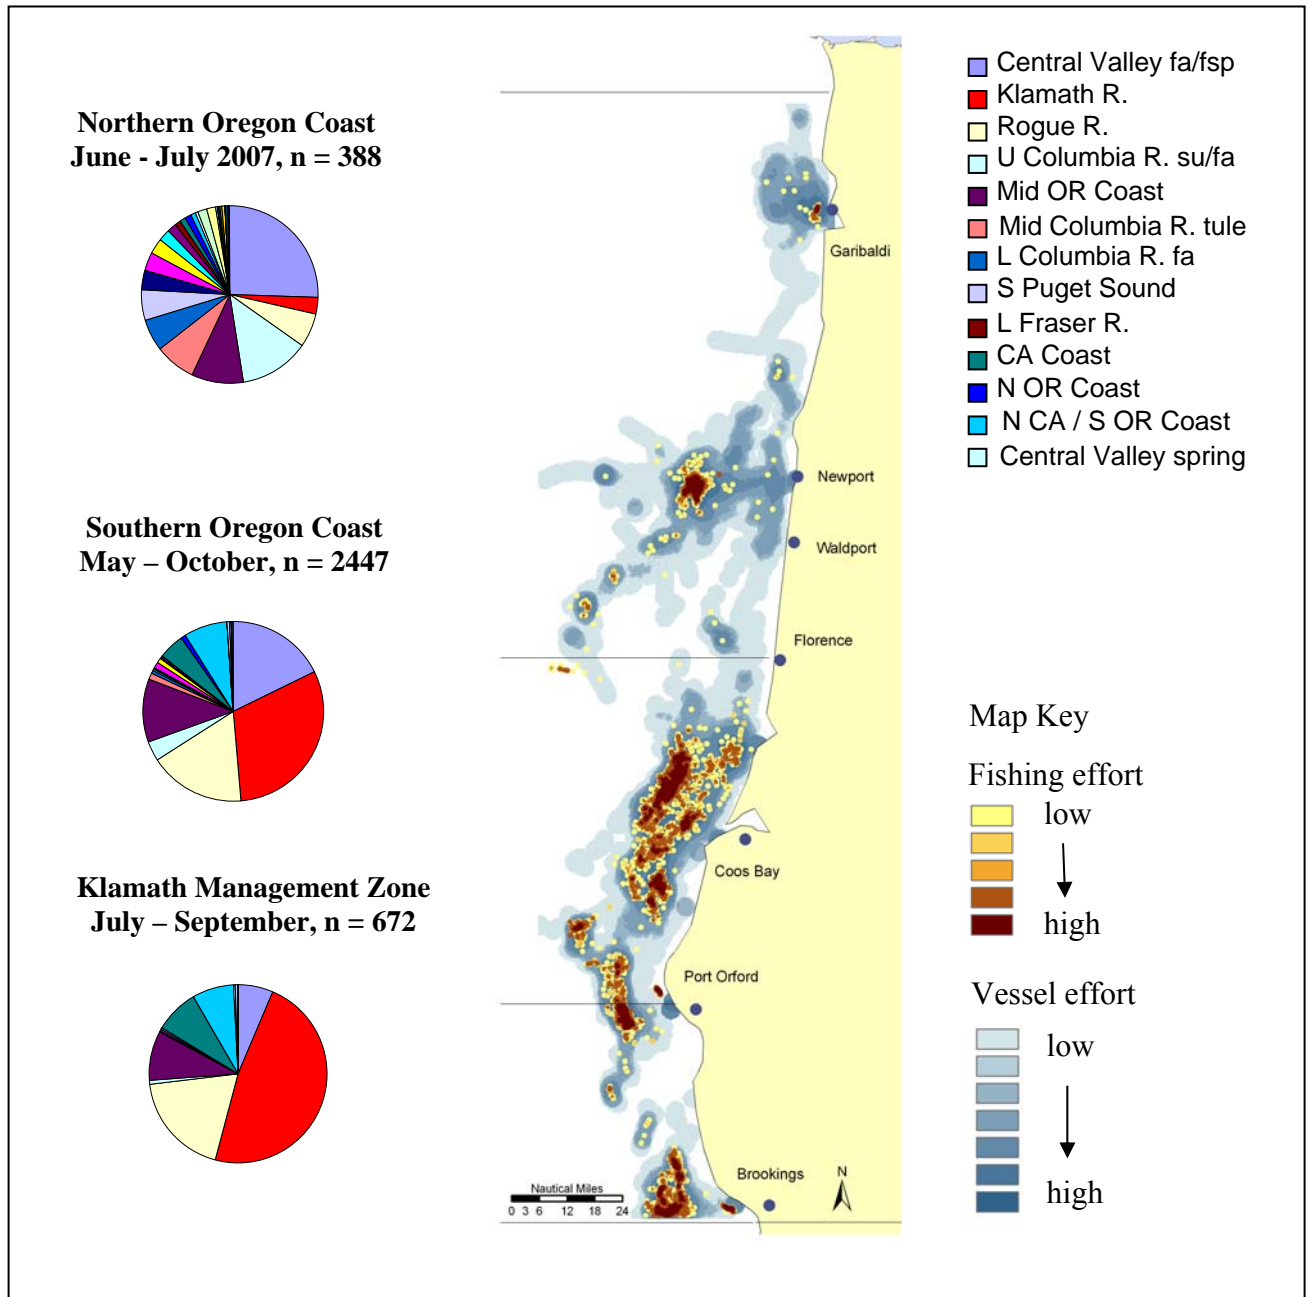 Northern Oregon Coast
June - July 2007, n = 388
Southern Oregon Coast
May – October, n = 2447
Klamath Management Zone
July – September, n = 672
Garibaldi
Newport
Waldport
Florence
Coos Bay
Port Orford
Brookings
N
Nautical Miles
0 3 6 12 18 24
Central Valley fa/fsp
Klamath R.
Rogue R.
U Columbia R. su/fa
Mid OR Coast
Mid Columbia R. tule
L Columbia R. fa
S Puget Sound
L Fraser R.
CA Coast
N OR Coast
N CA / S OR Coast
Central Valley spring
Map Key
Fishing effort
low
high
Vessel effort
low
high